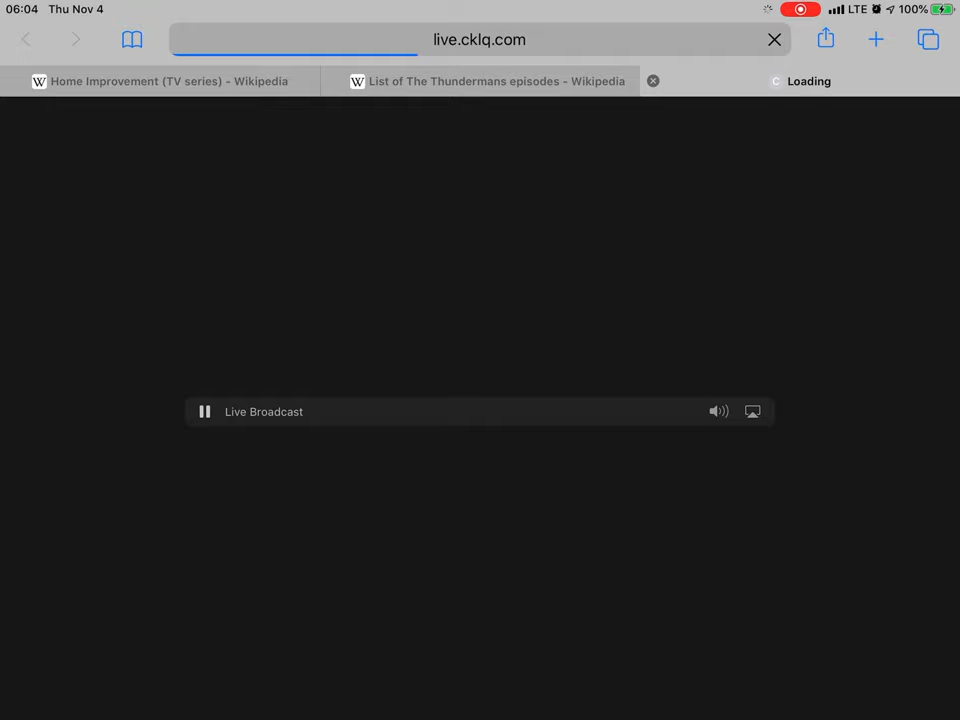 06:04 Thu Nov 4
LTE 100%
live.cklq.com
W Home Improvement (TV series) - Wikipedia
W List of The Thundermans episodes - Wikipedia
C Loading
Live Broadcast